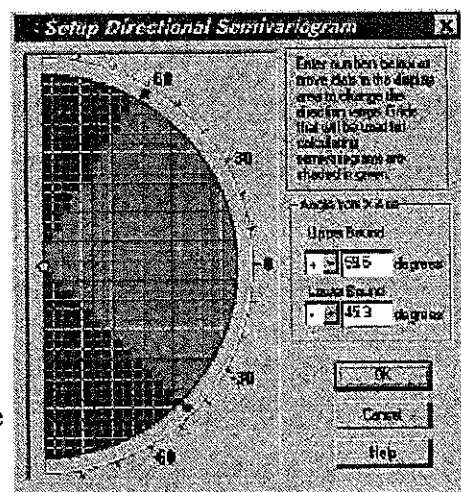 Setup Directional Semivariogram
Enter numbers below or
move dots in the display
area to change the
direction range. Grids
that will be used for
calculating
semivariograms are
shaded in green.
60
30
0
-30
-60
Angle from X Axis
Upper Bound
+ 59.6 degrees
Lower Bound
- 45.3 degrees
OK
Cancel
Help
e